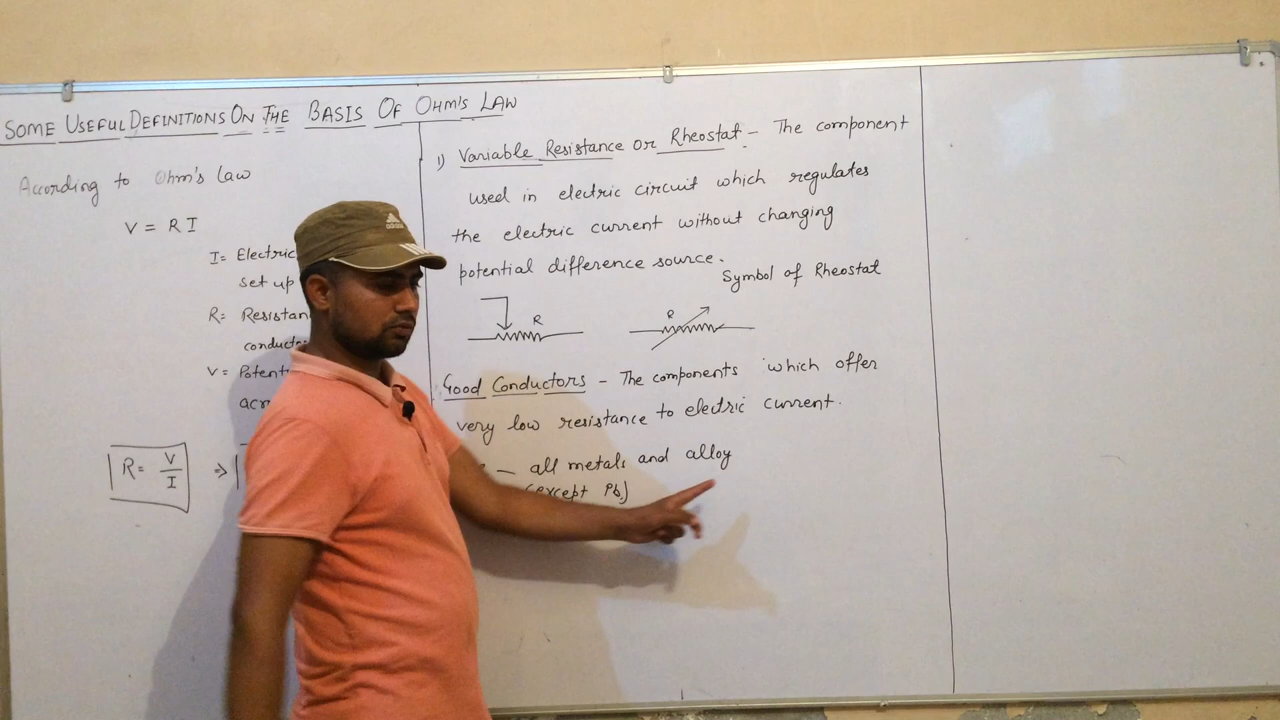 SOME USEFUL DEFINITIONS ON THE BASIS OF OHM'S LAW
According to Ohm's law
V = R I
I = Electric
set up
R = Resistan
conducto
V = Potenti
acr
R = V/I ⇒
1) Variable Resistance or Rheostat - The component
used in electric circuit which regulates
the electric current without changing
potential difference source.
Symbol of Rheostat
R
R
Good Conductors - The components which offer
very low resistance to electric current.
— all metals and alloy
(except Pb)
adidas